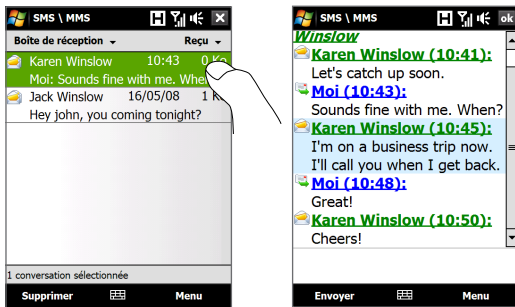 SMS \ MMS
Boîte de réception Reçu
Karen Winslow 10:43 0 Ko
Moi: Sounds fine with me.
Jack Winslow 16/05/08 1
Hey john, you coming tonight?
1 conversation sélectionnée
Supprimer Menu
SMS \ MMS ok
Winslow
Karen Winslow (10:41):
Let's catch up soon.
Moi (10:43):
Sounds fine with me. When?
Karen Winslow (10:45):
I'm on a business trip now.
I'll call you when I get back.
Moi (10:48):
Great!
Karen Winslow (10:50):
Cheers!
Envoyer Menu